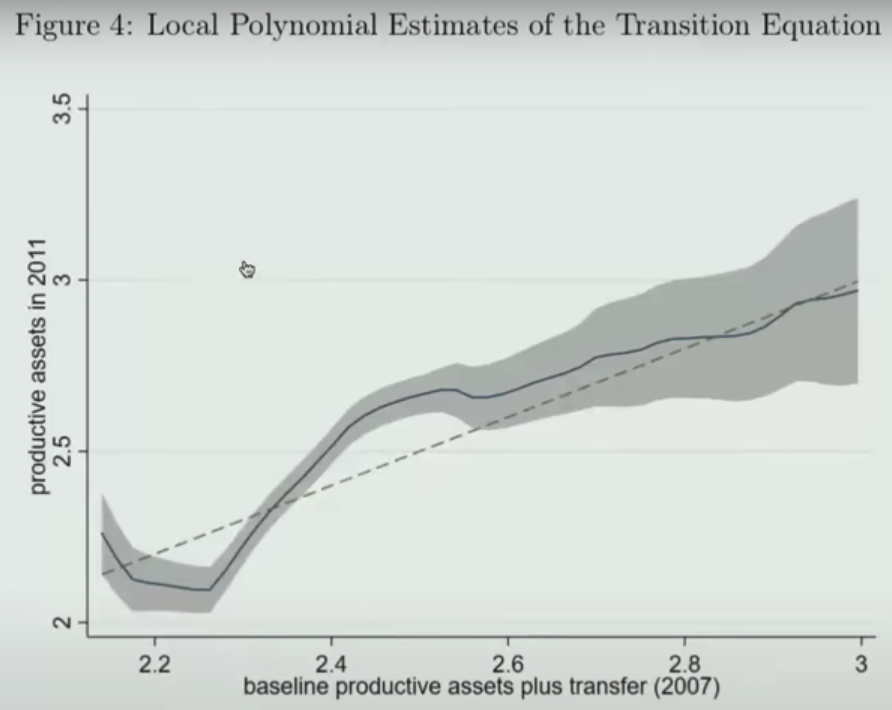 Figure 4: Local Polynomial Estimates of the Transition Equation
3.5
3
2.5
2
productive assets in 2011
2.2 2.4 2.6 2.8 3
baseline productive assets plus transfer (2007)